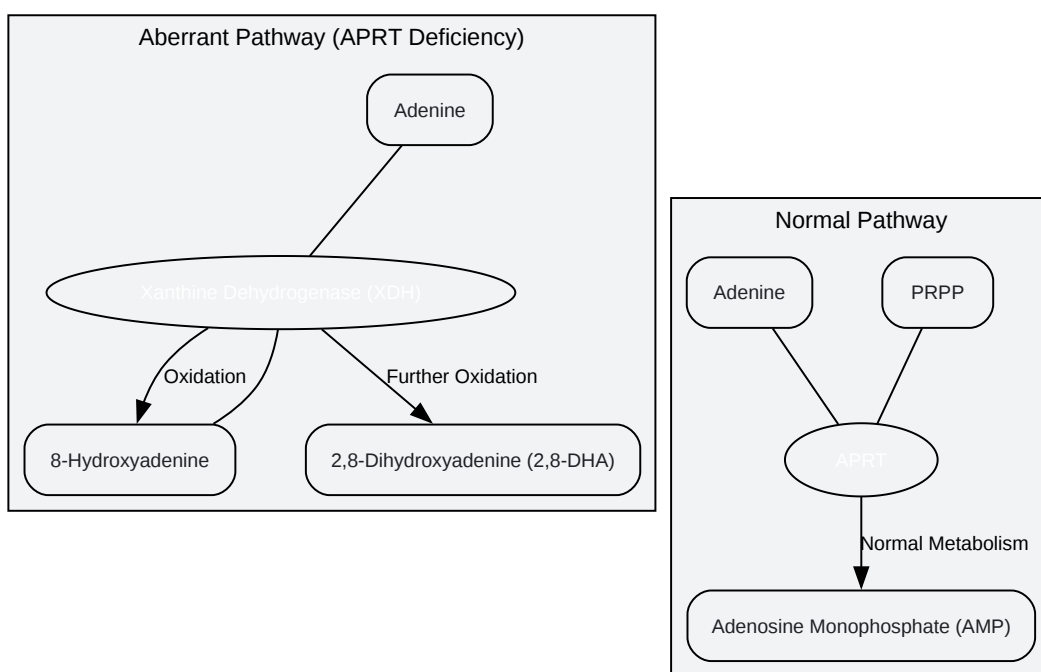 Aberrant Pathway (APRT Deficiency)
Adenine
Xanthine Dehydrogenase (XDH)
Oxidation
Further Oxidation
8-Hydroxyadenine
2,8-Dihydroxyadenine (2,8-DHA)
Normal Pathway
Adenine
PRPP
APRT
Normal Metabolism
Adenosine Monophosphate (AMP)